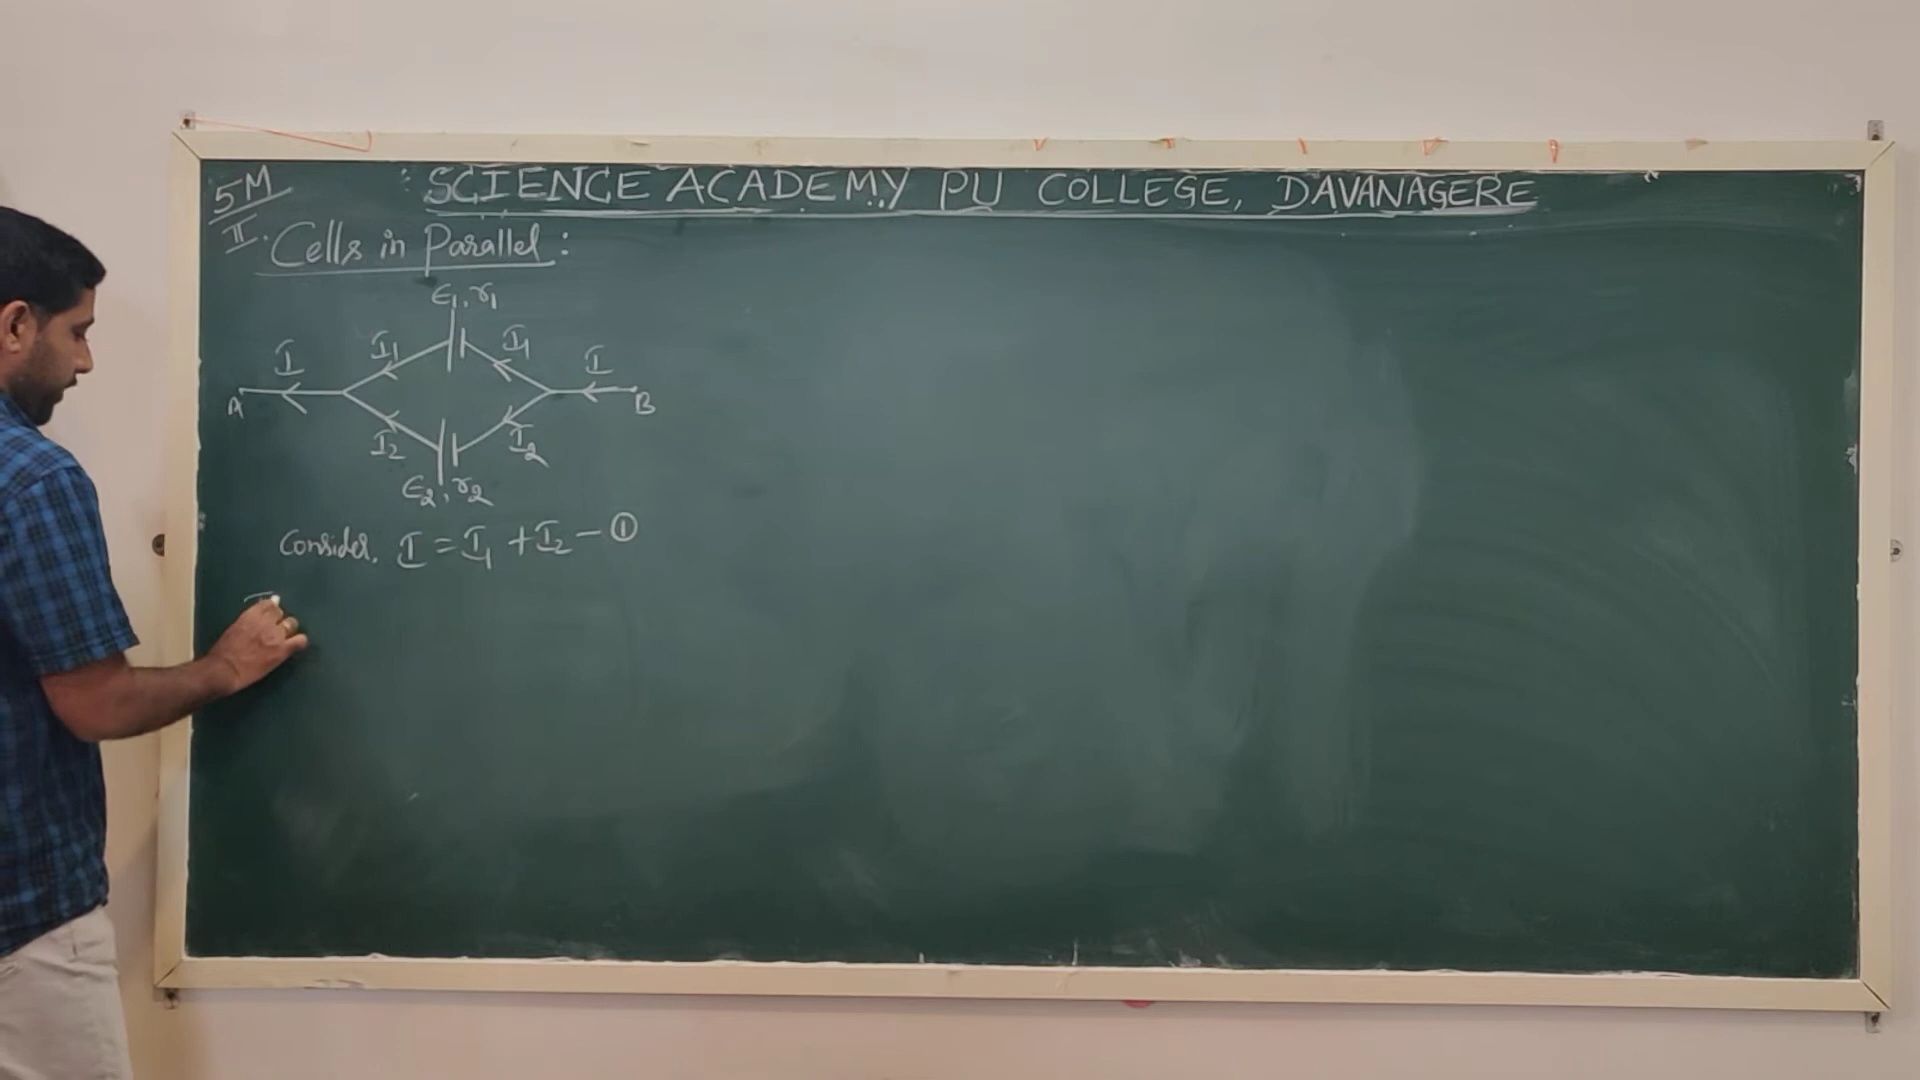 5M
SCIENCE ACADEMY PU COLLEGE, DAVANAGERE
II. Cells in Parallel :
ε1, r1
I I1 I1 I
A B
I2 I2
ε2, r2
Consider, I = I1 + I2 - ①